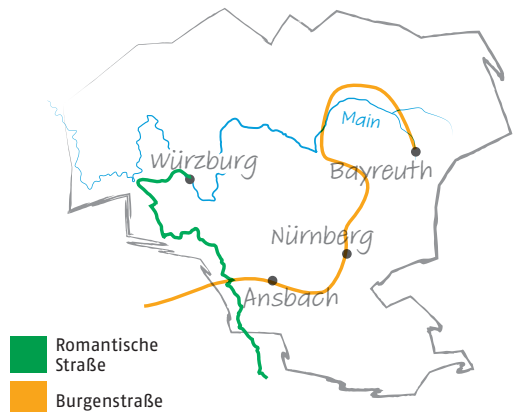 Main
Würzburg
Bayreuth
Nürnberg
Ansbach
Romantische
Straße
Burgenstraße